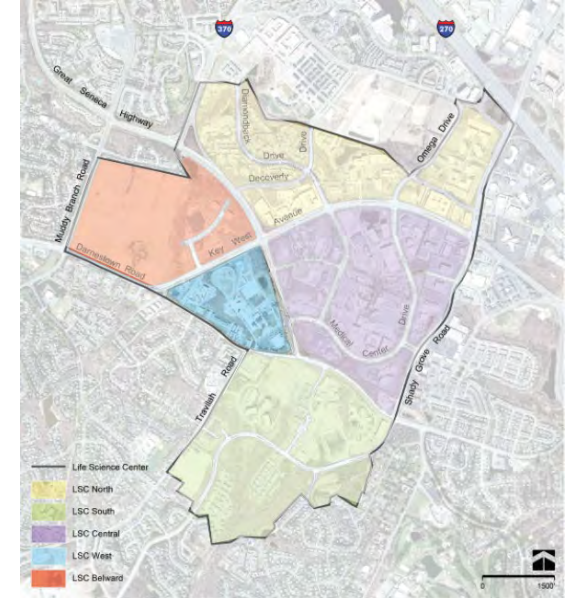 370
370
Great Seneca
Highway
Diamondback
Drive
Omega Drive
Drive
Decoverly
Muddy Branch Road
Avenue
Key West
Darnestown Road
Medical
Center
Drive
Shady Grove Road
Travilah Road
Life Science Center
LSC North
LSC South
LSC Central
LSC West
LSC Belward
0 1500'